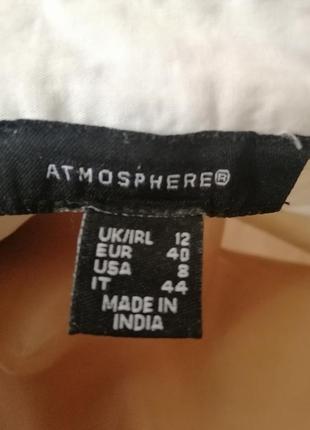 ATMOSPHERE®
UK/IRL 12
EUR 40
USA 8
IT 44
MADE IN
INDIA